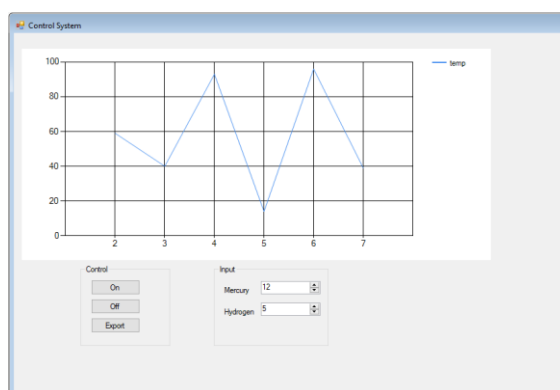 Control System
100
80
60
40
20
0
2 3 4 5 6 7
temp
Control
On
Off
Export
Input
Mercury 12
Hydrogen 5